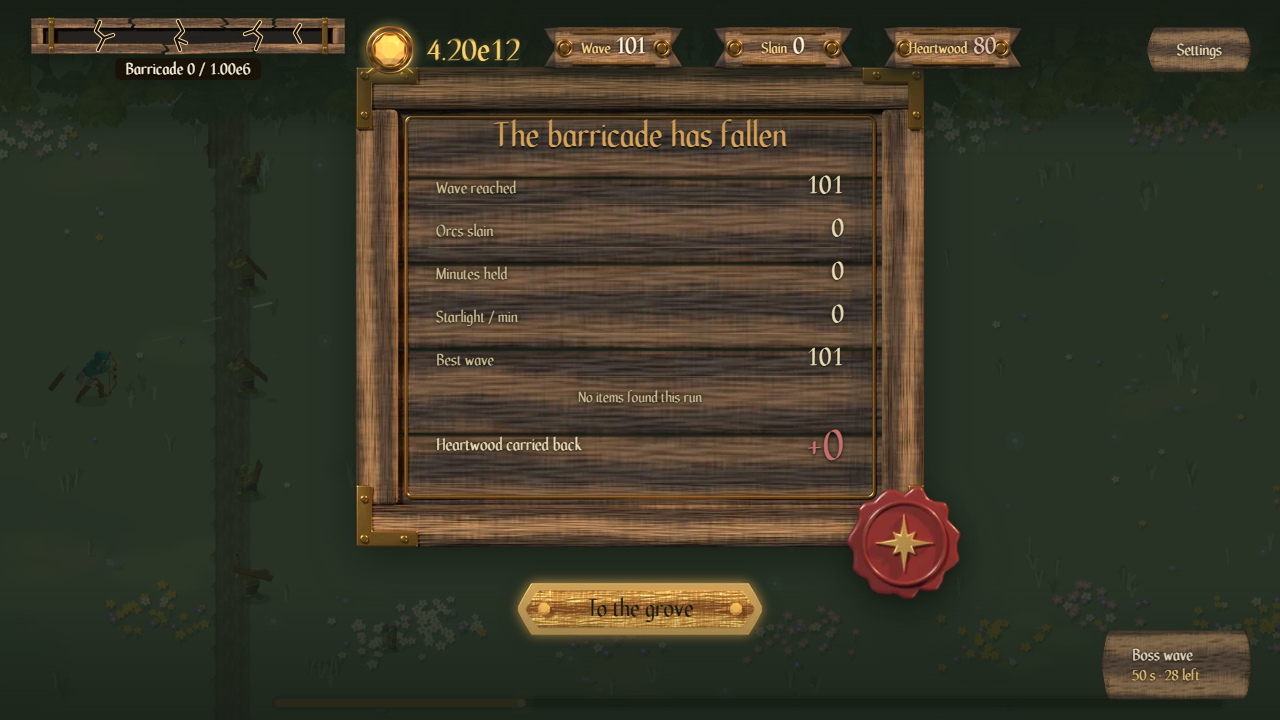 4.20e12
Wave 101
Slain 0
Heartwood 80
Settings
Barricade 0 / 1.00e6
The barricade has fallen
Wave reached 101
Orcs slain 0
Minutes held 0
Starlight / min 0
Best wave 101
No items found this run
Heartwood carried back +0
To the grove
Boss wave
50 s · 28 left